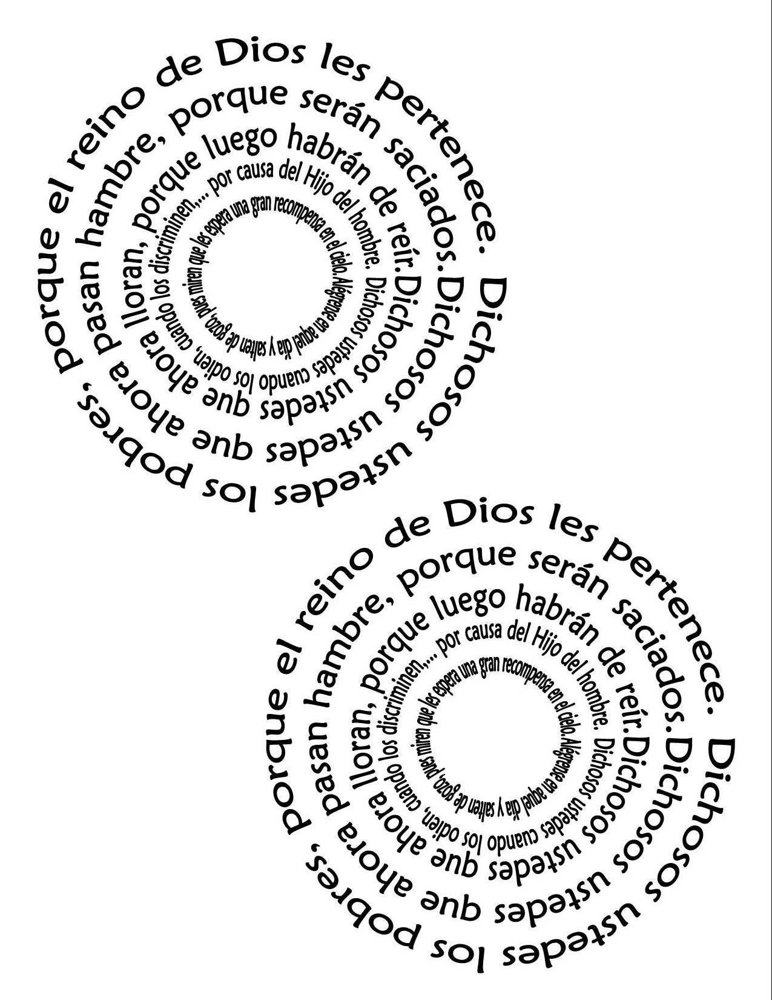 Dichosos ustedes los pobres, porque el reino de Dios les pertenece.
Dichosos ustedes que ahora pasan hambre, porque serán saciados.
Dichosos ustedes que ahora lloran, porque luego habrán de reír.
Dichosos ustedes cuando los odien, cuando los discriminen,... por causa del Hijo del hombre.
Alégrense en aquel día y salten de gozo, pues miren que les espera una gran recompensa en el cielo.
Dichosos ustedes los pobres, porque el reino de Dios les pertenece.
Dichosos ustedes que ahora pasan hambre, porque serán saciados.
Dichosos ustedes que ahora lloran, porque luego habrán de reír.
Dichosos ustedes cuando los odien, cuando los discriminen,... por causa del Hijo del hombre.
Alégrense en aquel día y salten de gozo, pues miren que les espera una gran recompensa en el cielo.